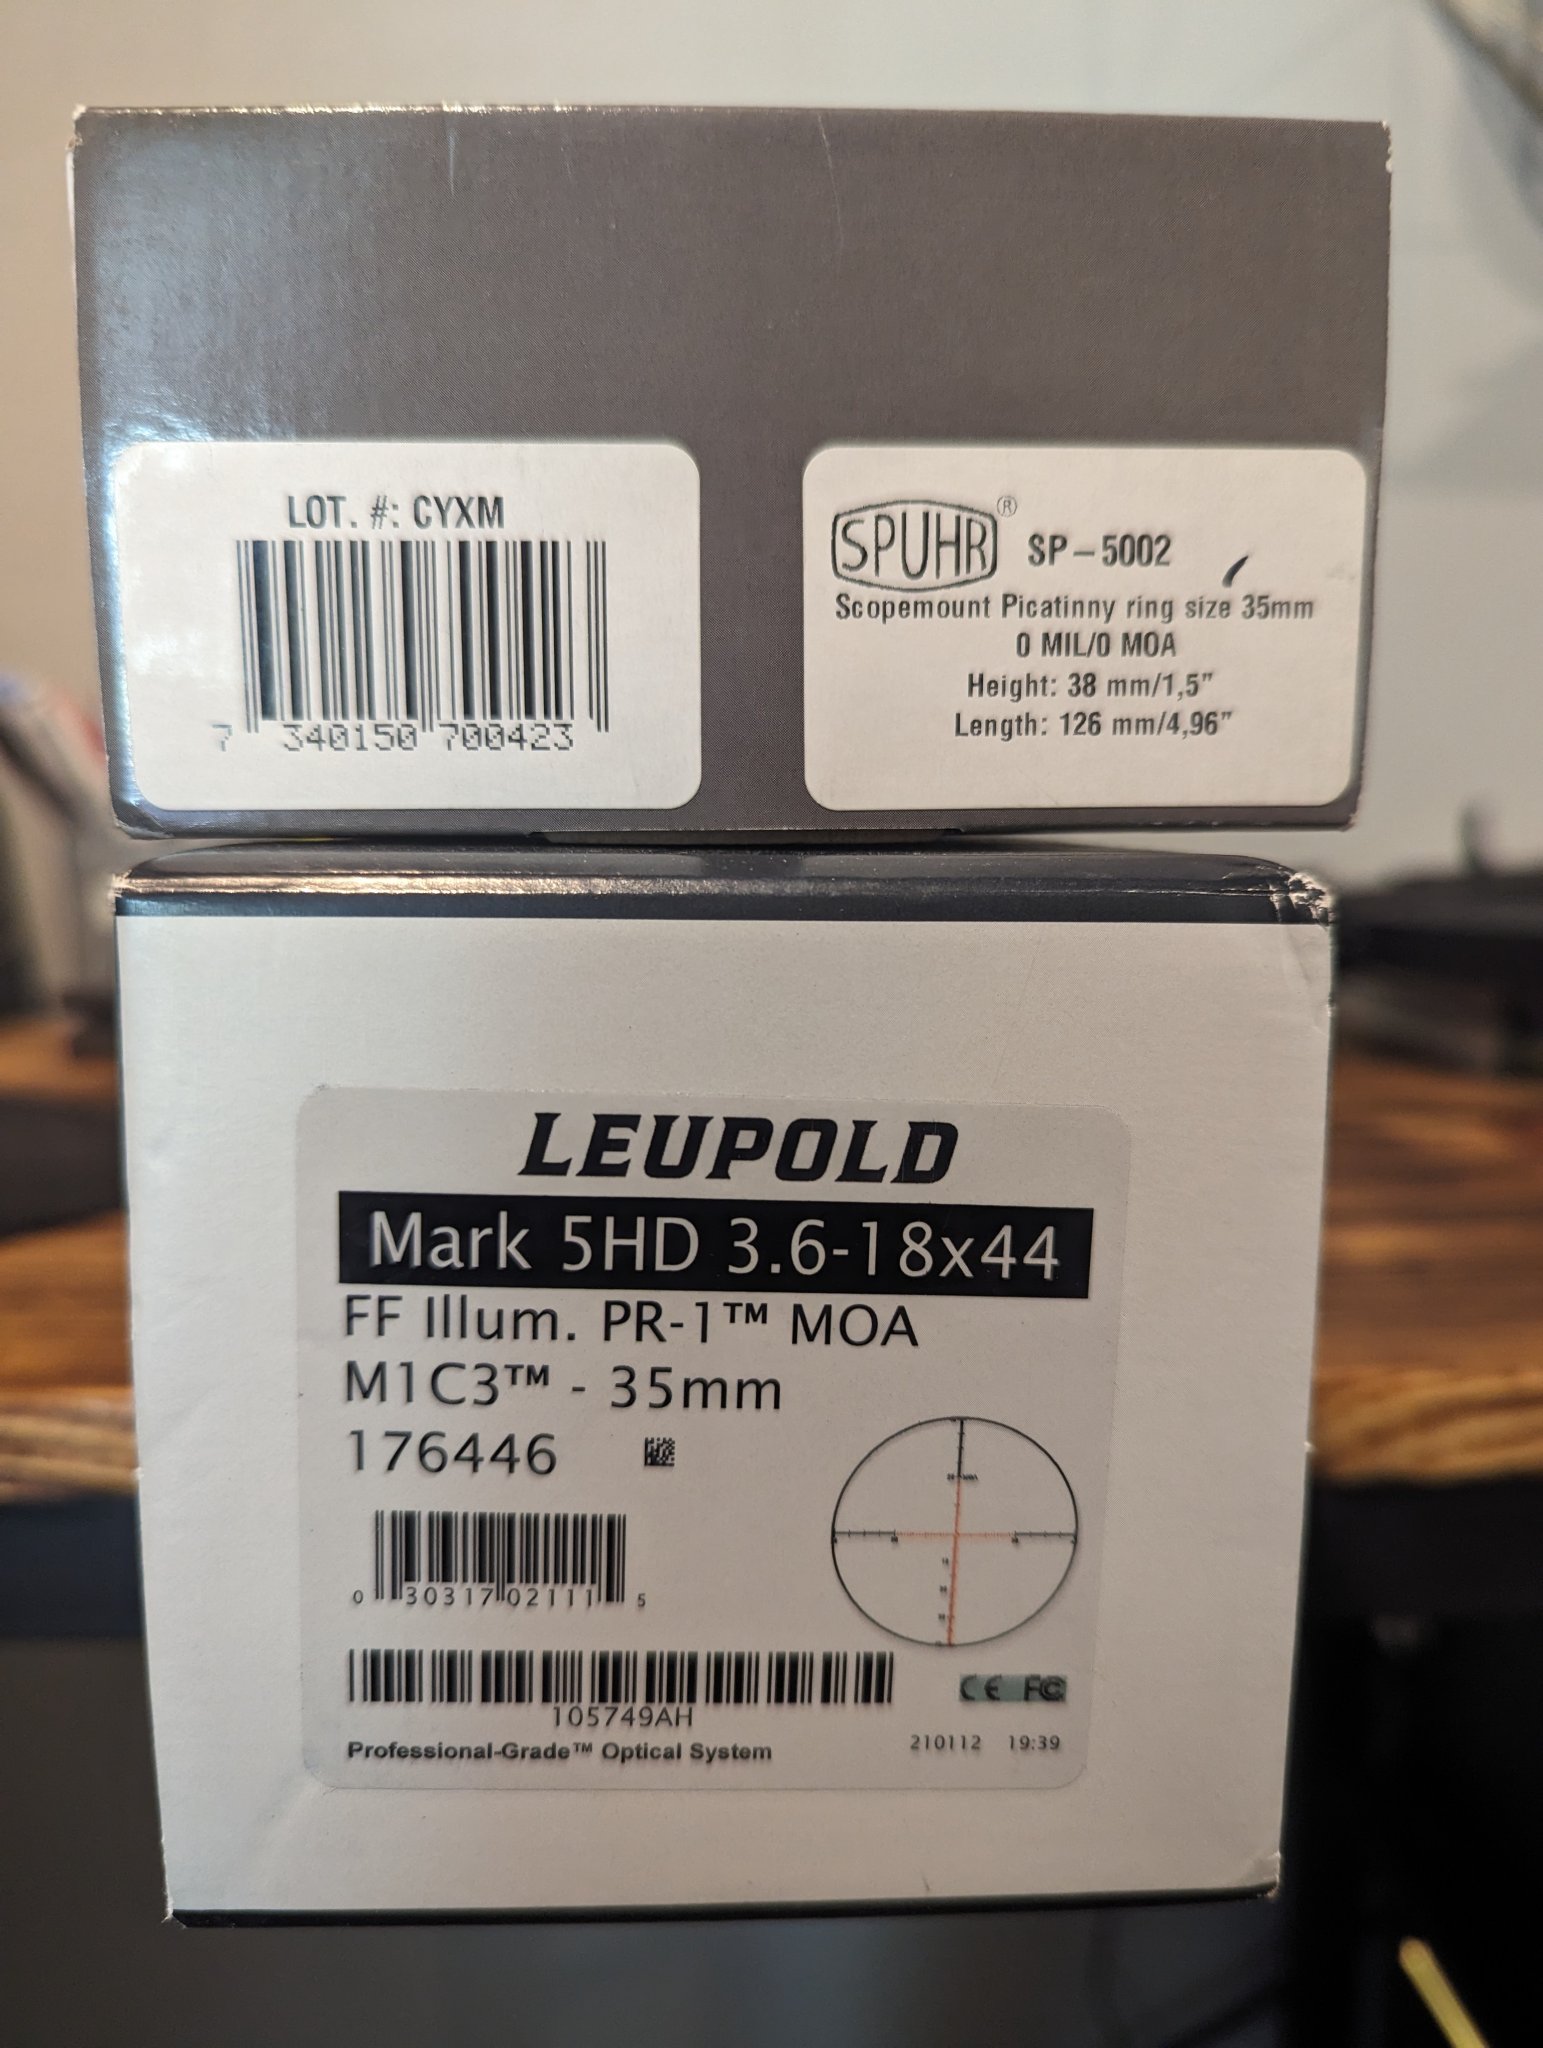 LOT. #: CYXM
7 340150 700423
SPUHR® SP-5002
Scopemount Picatinny ring size 35mm
0 MIL/0 MOA
Height: 38 mm/1,5"
Length: 126 mm/4,96"
LEUPOLD
Mark 5HD 3.6-18x44
FF Illum. PR-1™ MOA
M1C3™ - 35mm
176446
0 30317 02111 5
105749AH
CE FC
Professional-Grade™ Optical System
210112 19:39